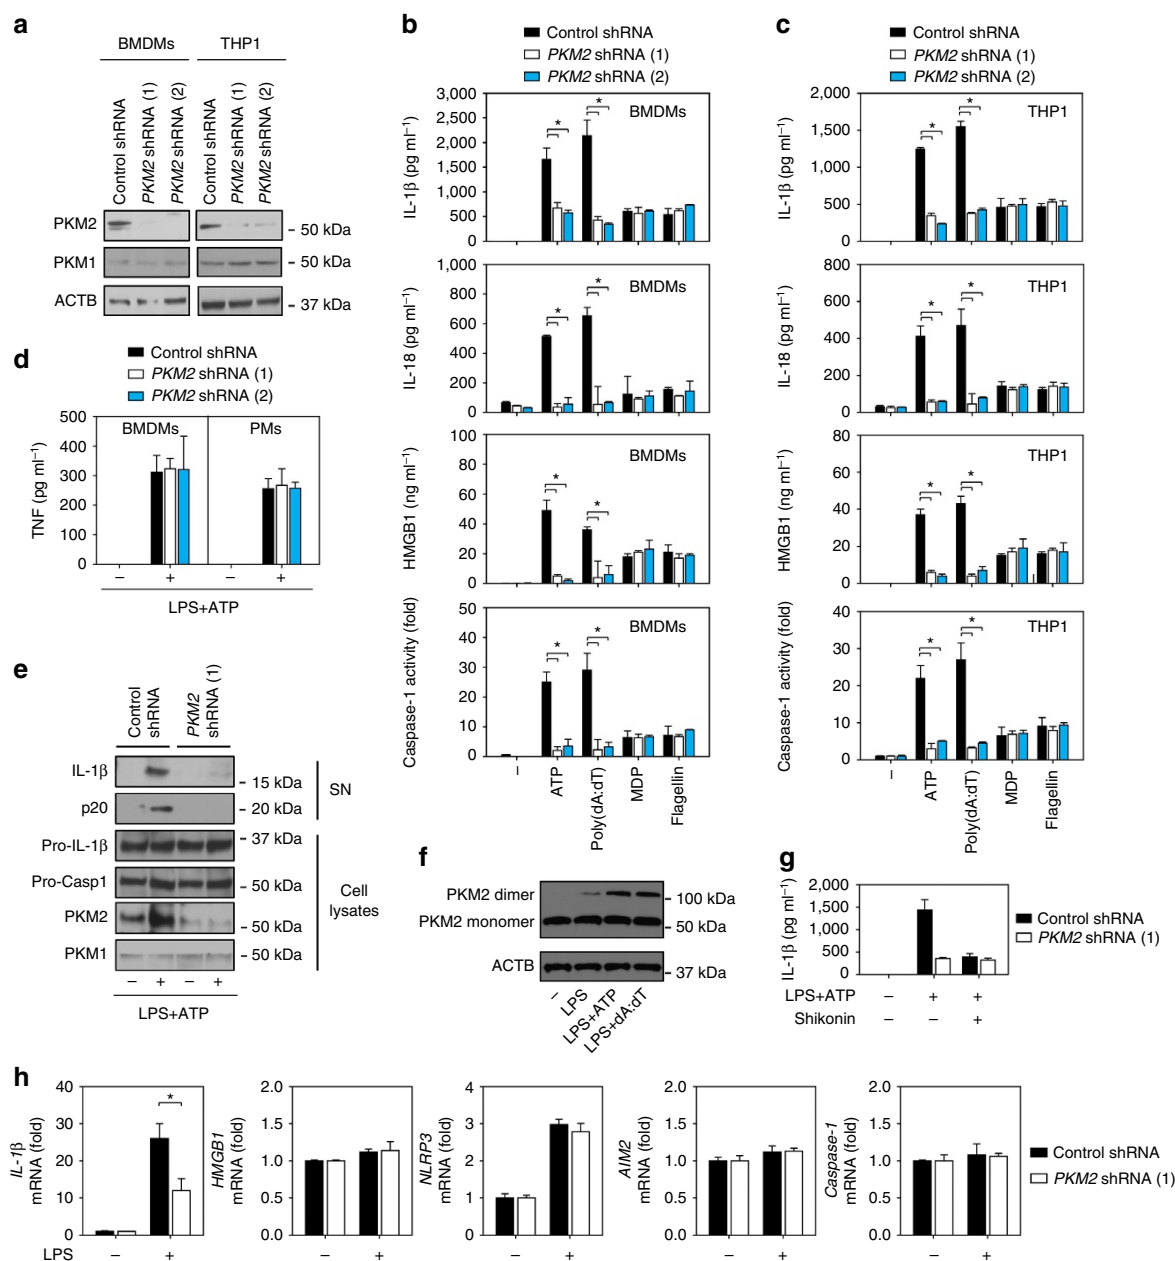 a
BMDMs THP1
Control shRNA
PKM2 shRNA (1)
PKM2 shRNA (2)
Control shRNA
PKM2 shRNA (1)
PKM2 shRNA (2)
PKM2
- 50 kDa
PKM1
- 50 kDa
ACTB
- 37 kDa
b
Control shRNA
PKM2 shRNA (1)
PKM2 shRNA (2)
3,000
2,500
2,000
1,500
1,000
500
0
IL-1β (pg ml−1)
BMDMs
* *
1,000
800
600
400
200
0
IL-18 (pg ml−1)
BMDMs
* *
100
80
60
40
20
0
HMGB1 (ng ml−1)
BMDMs
* *
50
40
30
20
10
0
Caspase-1 activity (fold)
BMDMs
* *
–
ATP
Poly(dA:dT)
MDP
Flagellin
c
Control shRNA
PKM2 shRNA (1)
PKM2 shRNA (2)
2,000
1,500
1,000
500
0
IL-1β (pg ml−1)
THP1
* *
800
600
400
200
0
IL-18 (pg ml−1)
THP1
* *
80
60
40
20
0
HMGB1 (ng ml−1)
THP1
* *
40
30
20
10
0
Caspase-1 activity (fold)
THP1
* *
–
ATP
Poly(dA:dT)
MDP
Flagellin
d
Control shRNA
PKM2 shRNA (1)
PKM2 shRNA (2)
500
400
300
200
100
0
TNF (pg ml−1)
BMDMs PMs
– + – +
LPS+ATP
e
Control
shRNA
PKM2
shRNA (1)
IL-1β
- 15 kDa
p20
- 20 kDa
SN
Pro-IL-1β
- 37 kDa
Pro-Casp1
- 50 kDa
PKM2
- 50 kDa
PKM1
- 50 kDa
Cell
lysates
– + – +
LPS+ATP
f
PKM2 dimer
- 100 kDa
PKM2 monomer
- 50 kDa
ACTB
- 37 kDa
–
LPS
LPS+ATP
LPS+dA:dT
g
2,000
1,500
1,000
500
0
IL-1β (pg ml−1)
Control shRNA
PKM2 shRNA (1)
LPS+ATP – + +
Shikonin – – +
h
40
30
20
10
0
IL-1β
mRNA (fold)
*
2.0
1.5
1.0
0.5
0.0
HMGB1
mRNA (fold)
4
3
2
1
0
NLRP3
mRNA (fold)
2.0
1.5
1.0
0.5
0.0
AIM2
mRNA (fold)
2.0
1.5
1.0
0.5
0.0
Caspase-1
mRNA (fold)
Control shRNA
PKM2 shRNA (1)
LPS – + – + – + – + – +